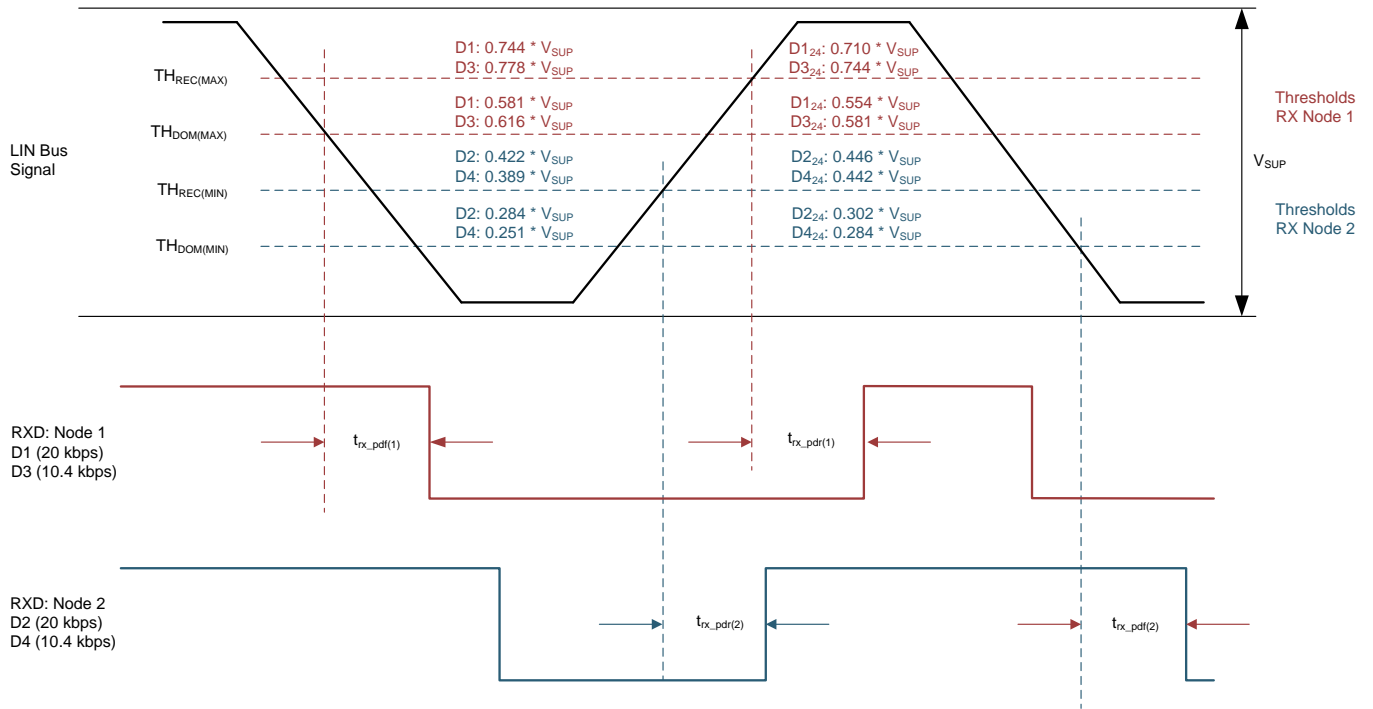 D1: 0.744 * VSUP
D3: 0.778 * VSUP
D124: 0.710 * VSUP
D324: 0.744 * VSUP
THREC(MAX)
D1: 0.581 * VSUP
D3: 0.616 * VSUP
D124: 0.554 * VSUP
D324: 0.581 * VSUP
THDOM(MAX)
Thresholds
RX Node 1
LIN Bus
Signal
D2: 0.422 * VSUP
D4: 0.389 * VSUP
D224: 0.446 * VSUP
D424: 0.442 * VSUP
THREC(MIN)
VSUP
D2: 0.284 * VSUP
D4: 0.251 * VSUP
D224: 0.302 * VSUP
D424: 0.284 * VSUP
THDOM(MIN)
Thresholds
RX Node 2
RXD: Node 1
D1 (20 kbps)
D3 (10.4 kbps)
trx_pdf(1)
trx_pdr(1)
RXD: Node 2
D2 (20 kbps)
D4 (10.4 kbps)
trx_pdr(2)
trx_pdf(2)